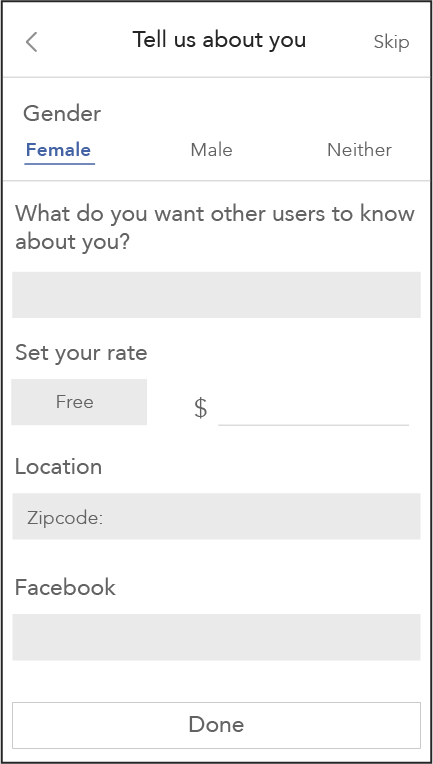 Tell us about you Skip
Gender
Female Male Neither
What do you want other users to know
about you?
Set your rate
Free $
Location
Zipcode:
Facebook
Done